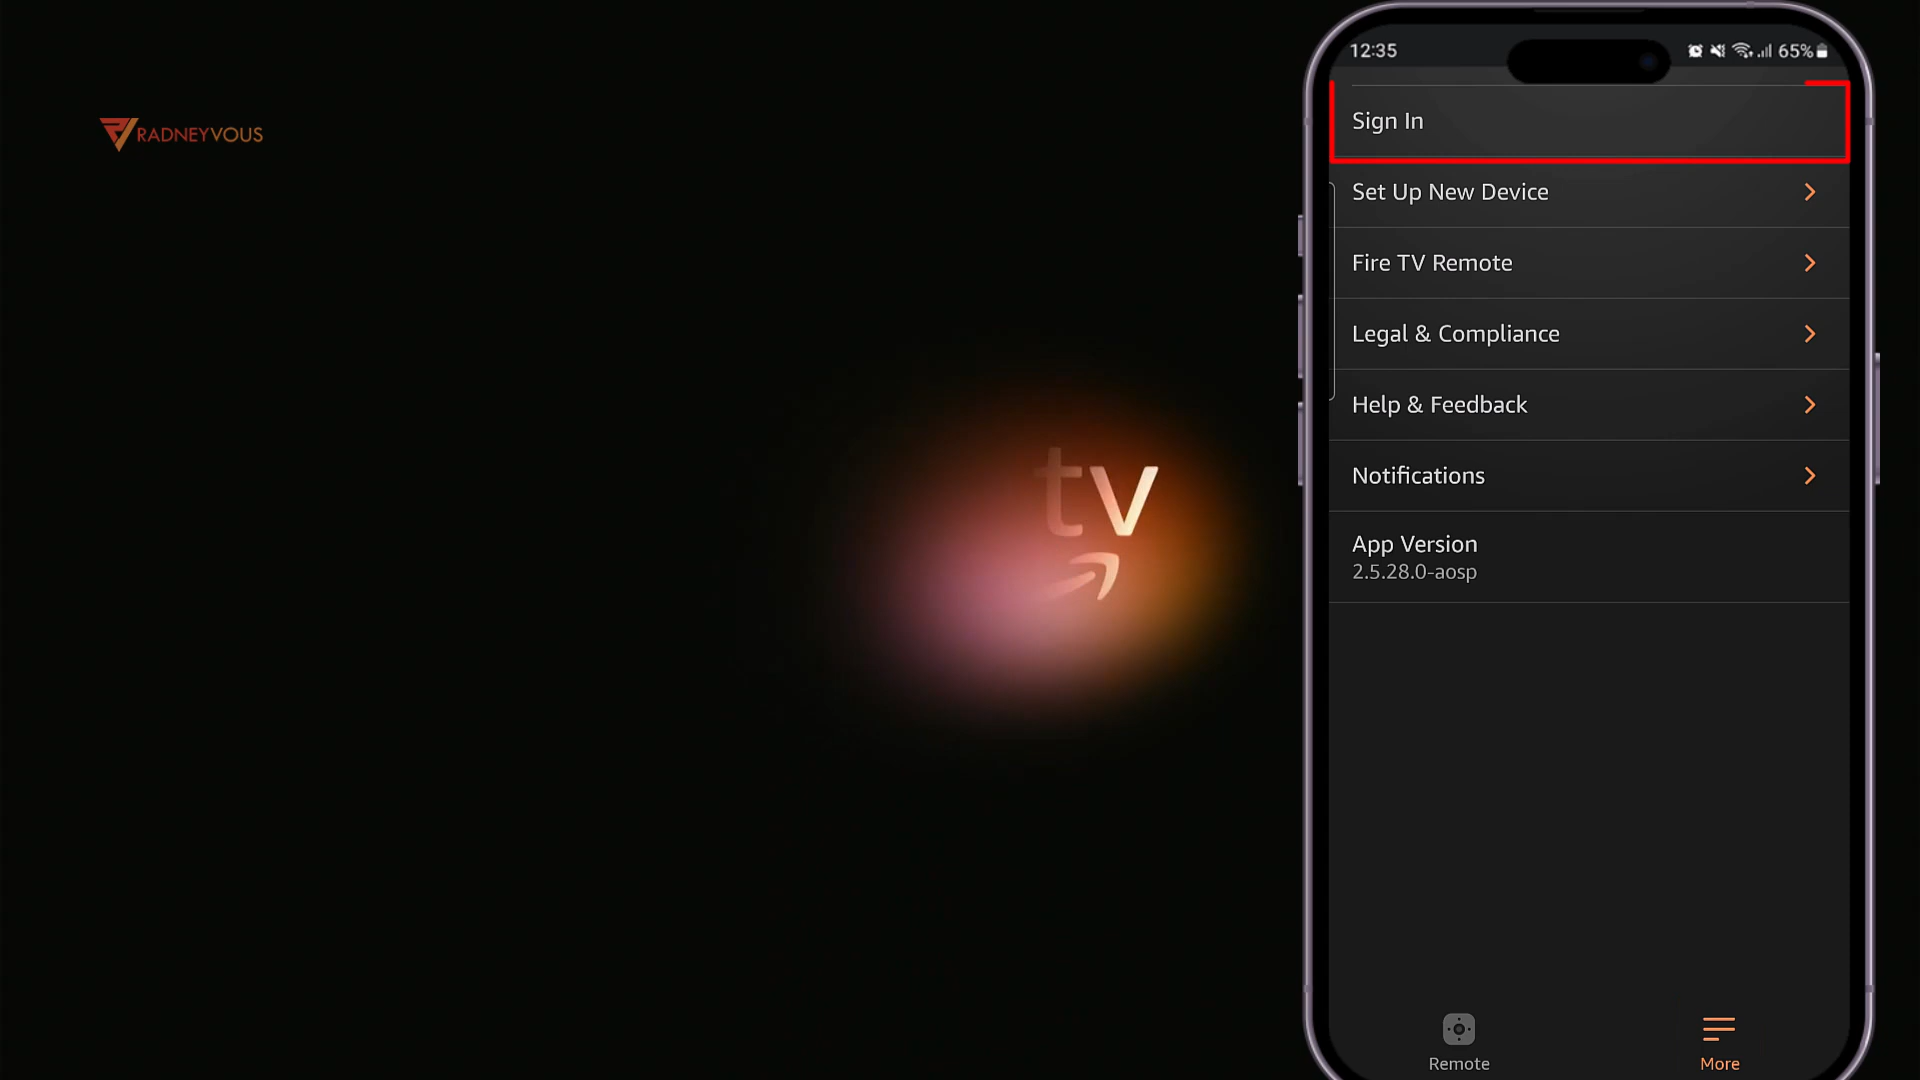 RADNEYVOUS
tv
12:35
65%
Sign In
Set Up New Device
Fire TV Remote
Legal & Compliance
Help & Feedback
Notifications
App Version
2.5.28.0-aosp
Remote
More